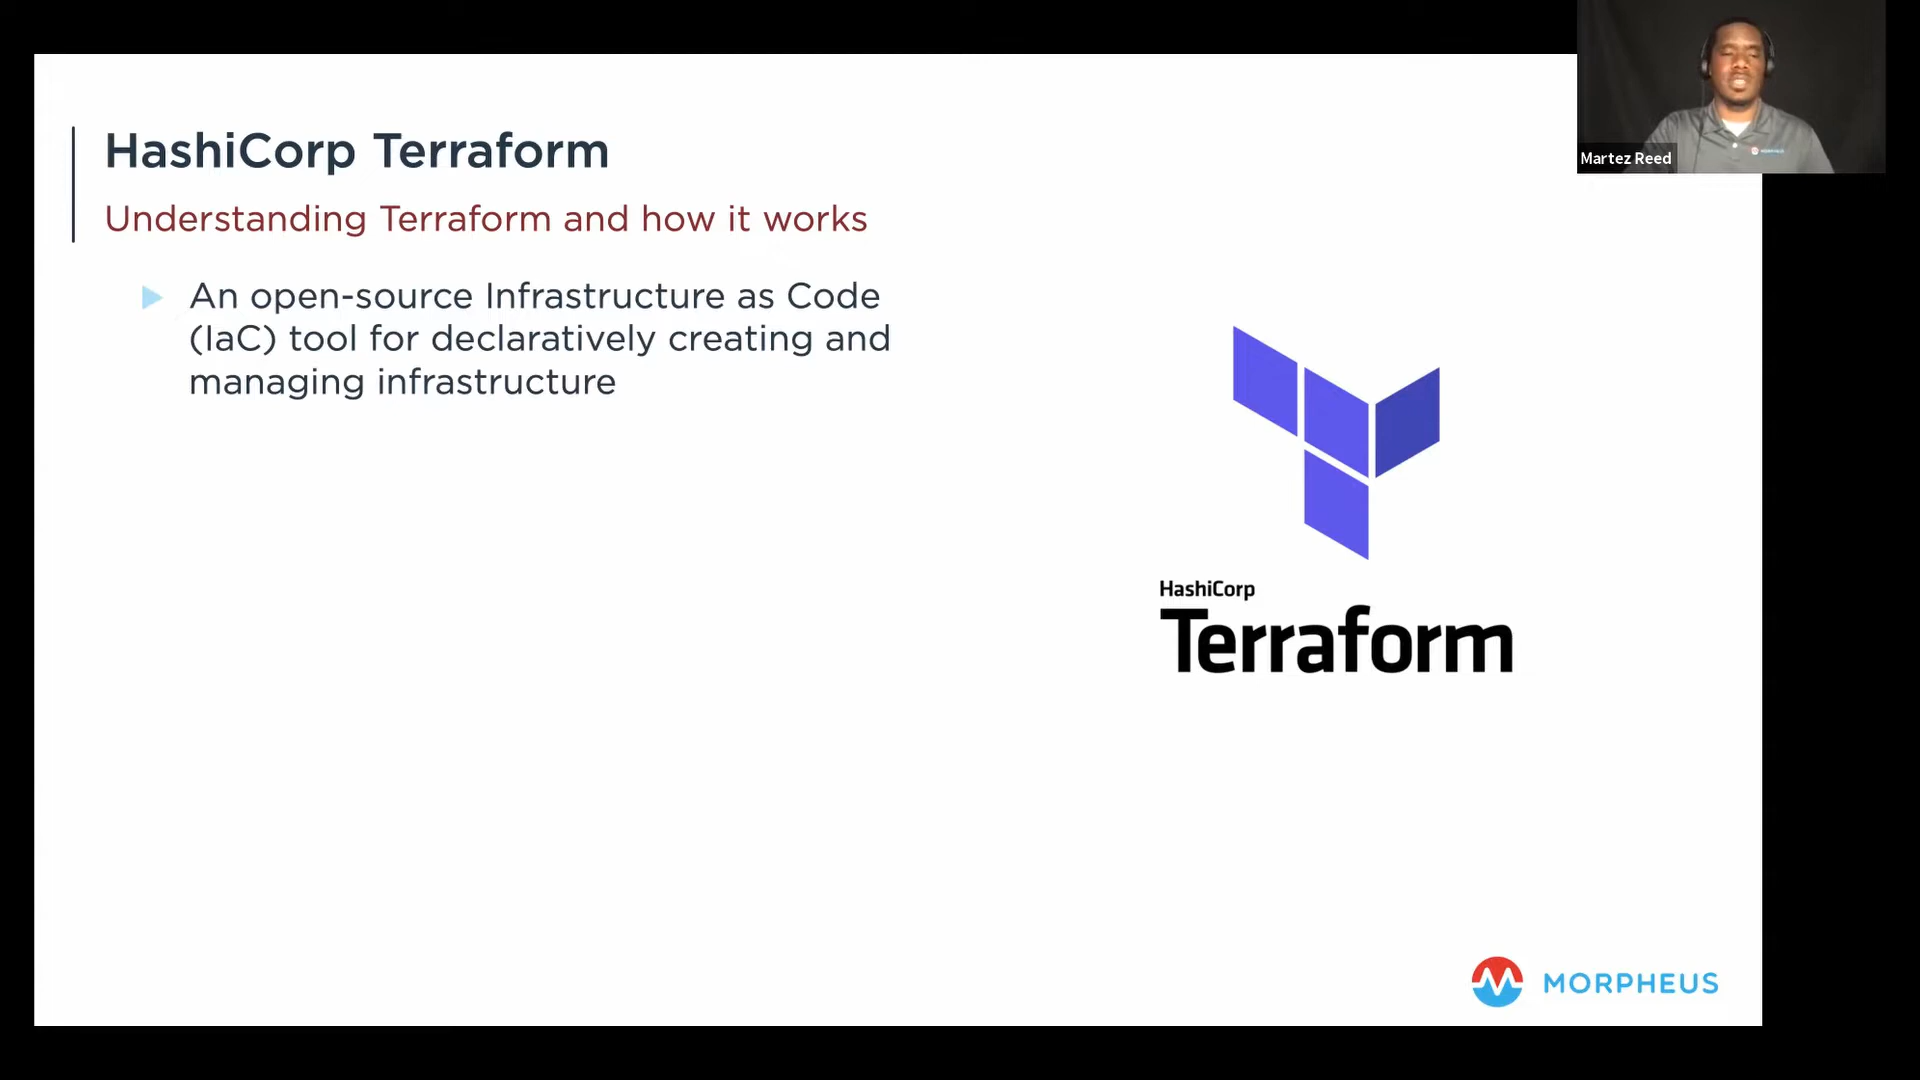 HashiCorp Terraform
Understanding Terraform and how it works
An open-source Infrastructure as Code
(IaC) tool for declaratively creating and
managing infrastructure
HashiCorp
Terraform
MORPHEUS
Martez Reed
MORPHEUS